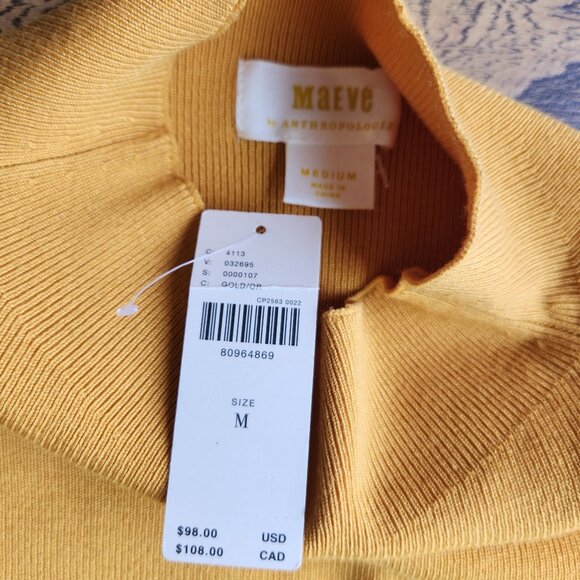 MaEVe
by ANTHROPOLOGIE
MEDIUM
MADE IN
CHINA
4113
V: 032695
S: 0000107
C: GOLD/OR
CP2563 0022
80964869
SIZE
M
$98.00 USD
$108.00 CAD